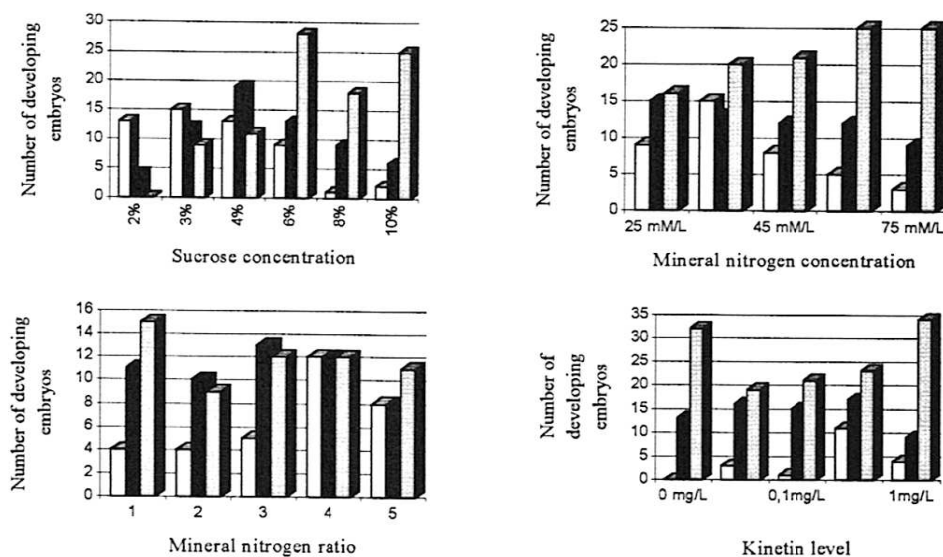 Number of developing
embryos
30
25
20
15
10
5
0
2%
3%
4%
6%
8%
10%
Sucrose concentration
Number of developing
embryos
25
20
15
10
5
0
25 mM/L
45 mM/L
75 mM/L
Mineral nitrogen concentration
Number of developing
embryos
16
14
12
10
8
6
4
2
0
1
2
3
4
5
Mineral nitrogen ratio
Number of
developing
embryos
35
30
25
20
15
10
5
0
0 mg/L
0,1mg/L
1mg/L
Kinetin level